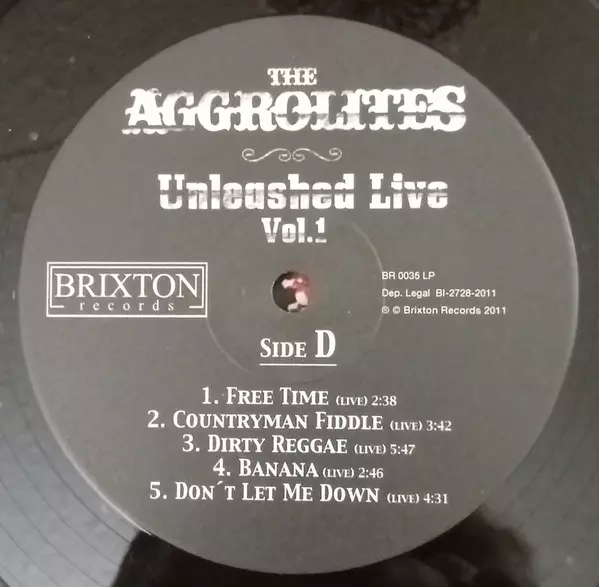 THE
AGGROLITES
Unleashed Live
Vol.1
BRIXTON
records
BR 0035 LP
Dep. Legal BI-2728-2011
℗ © Brixton Records 2011
SIDE D
1. FREE TIME (LIVE) 2:38
2. COUNTRYMAN FIDDLE (LIVE) 3:42
3. DIRTY REGGAE (LIVE) 5:47
4. BANANA (LIVE) 2:46
5. DON´T LET ME DOWN (LIVE) 4:31